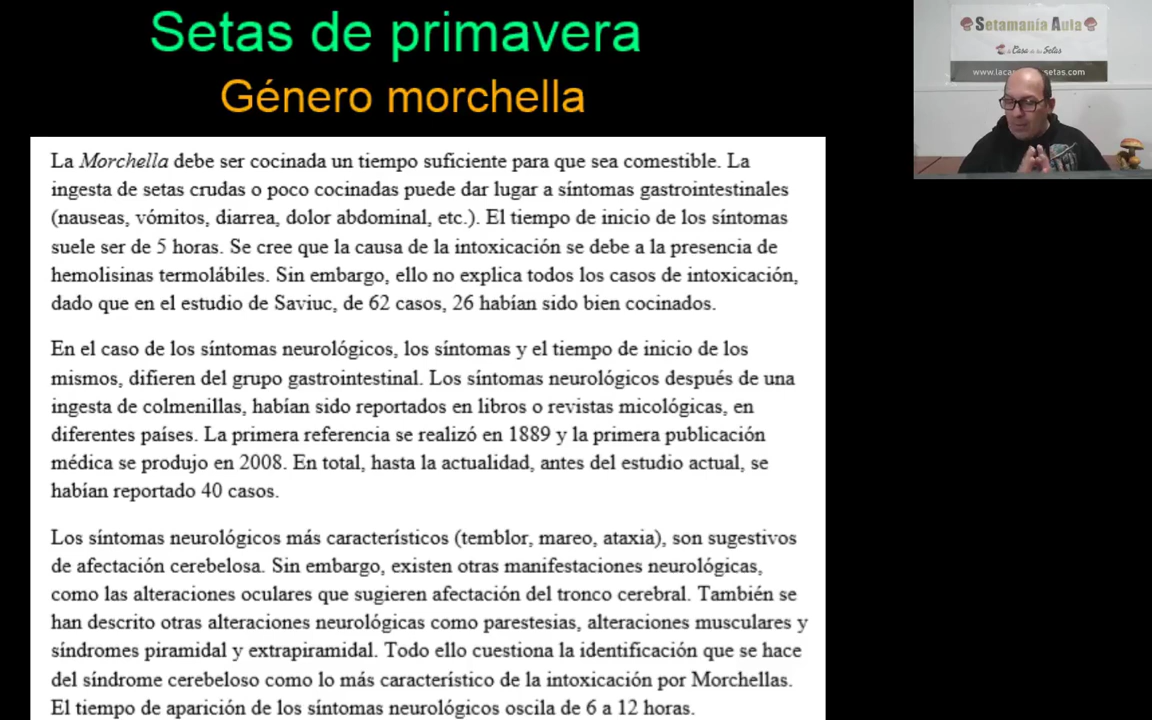 Setas de primavera
Género morchella
La Morchella debe ser cocinada un tiempo suficiente para que sea comestible. La
ingesta de setas crudas o poco cocinadas puede dar lugar a síntomas gastrointestinales
(nauseas, vómitos, diarrea, dolor abdominal, etc.). El tiempo de inicio de los síntomas
suele ser de 5 horas. Se cree que la causa de la intoxicación se debe a la presencia de
hemolisinas termolábiles. Sin embargo, ello no explica todos los casos de intoxicación,
dado que en el estudio de Saviuc, de 62 casos, 26 habían sido bien cocinados.
En el caso de los síntomas neurológicos, los síntomas y el tiempo de inicio de los
mismos, difieren del grupo gastrointestinal. Los síntomas neurológicos después de una
ingesta de colmenillas, habían sido reportados en libros o revistas micológicas, en
diferentes países. La primera referencia se realizó en 1889 y la primera publicación
médica se produjo en 2008. En total, hasta la actualidad, antes del estudio actual, se
habían reportado 40 casos.
Los síntomas neurológicos más característicos (temblor, mareo, ataxia), son sugestivos
de afectación cerebelosa. Sin embargo, existen otras manifestaciones neurológicas,
como las alteraciones oculares que sugieren afectación del tronco cerebral. También se
han descrito otras alteraciones neurológicas como parestesias, alteraciones musculares y
síndromes piramidal y extrapiramidal. Todo ello cuestiona la identificación que se hace
del síndrome cerebeloso como lo más característico de la intoxicación por Morchellas.
El tiempo de aparición de los síntomas neurológicos oscila de 6 a 12 horas.
Setamanía Aula
Casa de las Setas